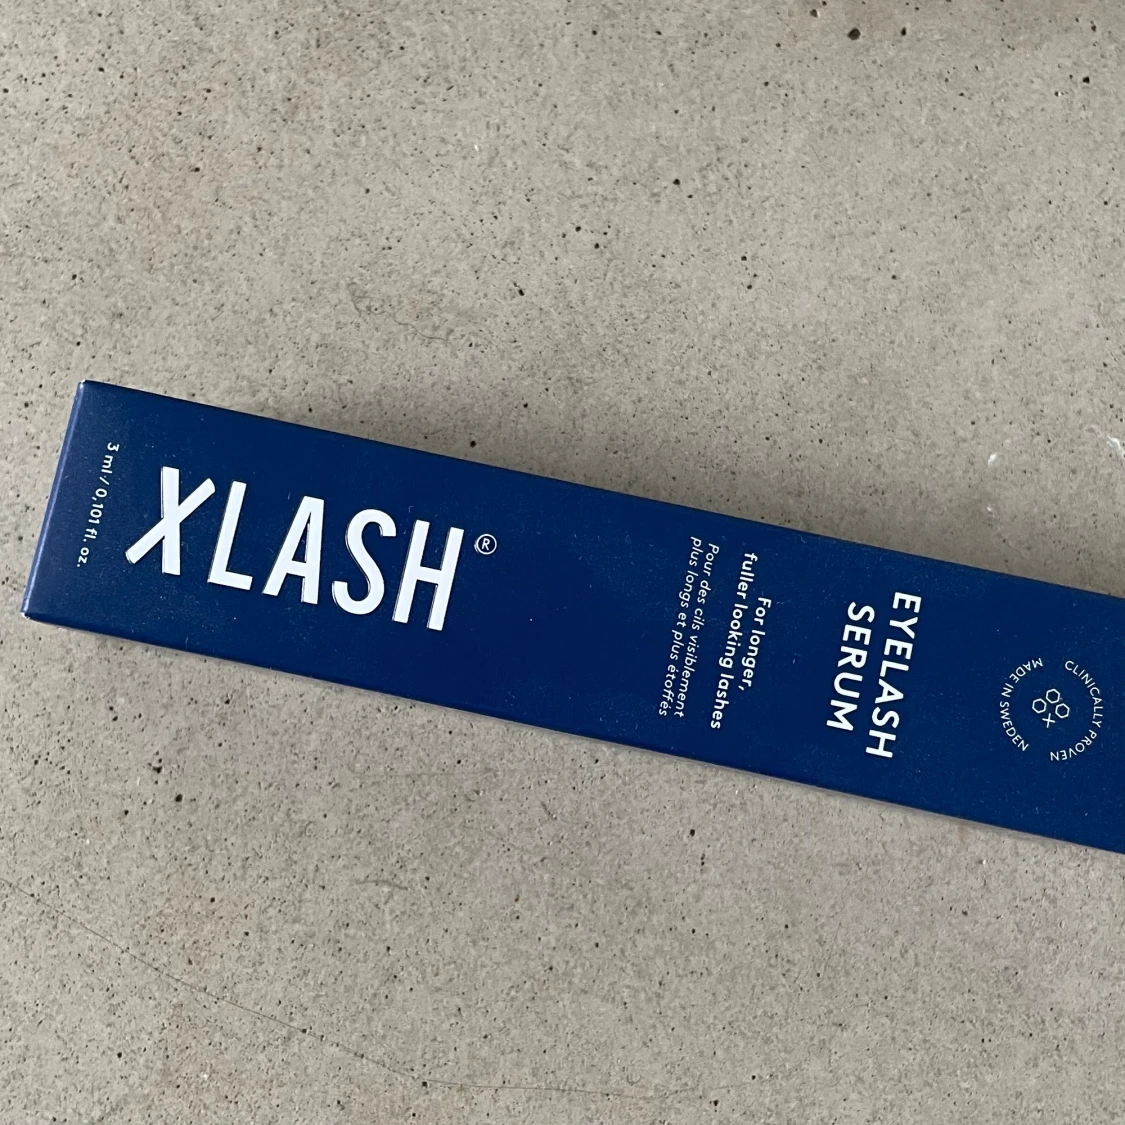 CLINICALLY PROVEN
MADE IN SWEDEN
EYELASH
SERUM
For longer,
fuller looking lashes
Pour des cils visiblement
plus longs et plus étoffés
XLASH®
3 ml / 0,101 fl. oz.